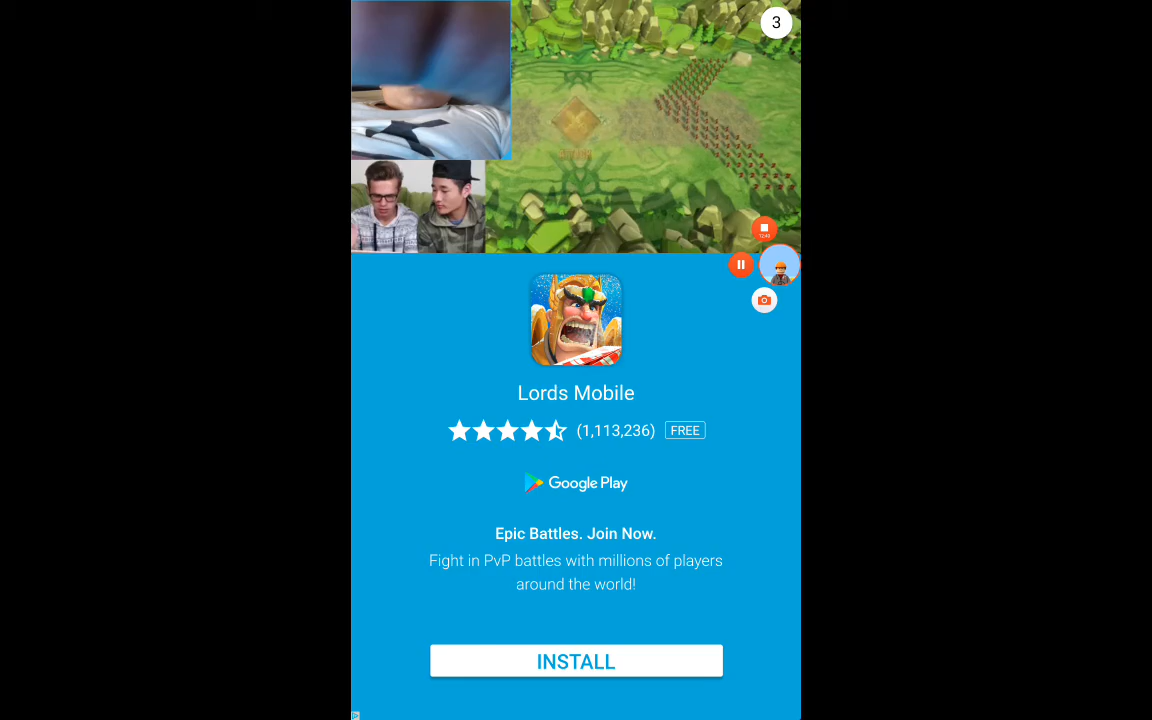 3
Lords Mobile
(1,113,236) FREE
Google Play
Epic Battles. Join Now.
Fight in PvP battles with millions of players
around the world!
INSTALL